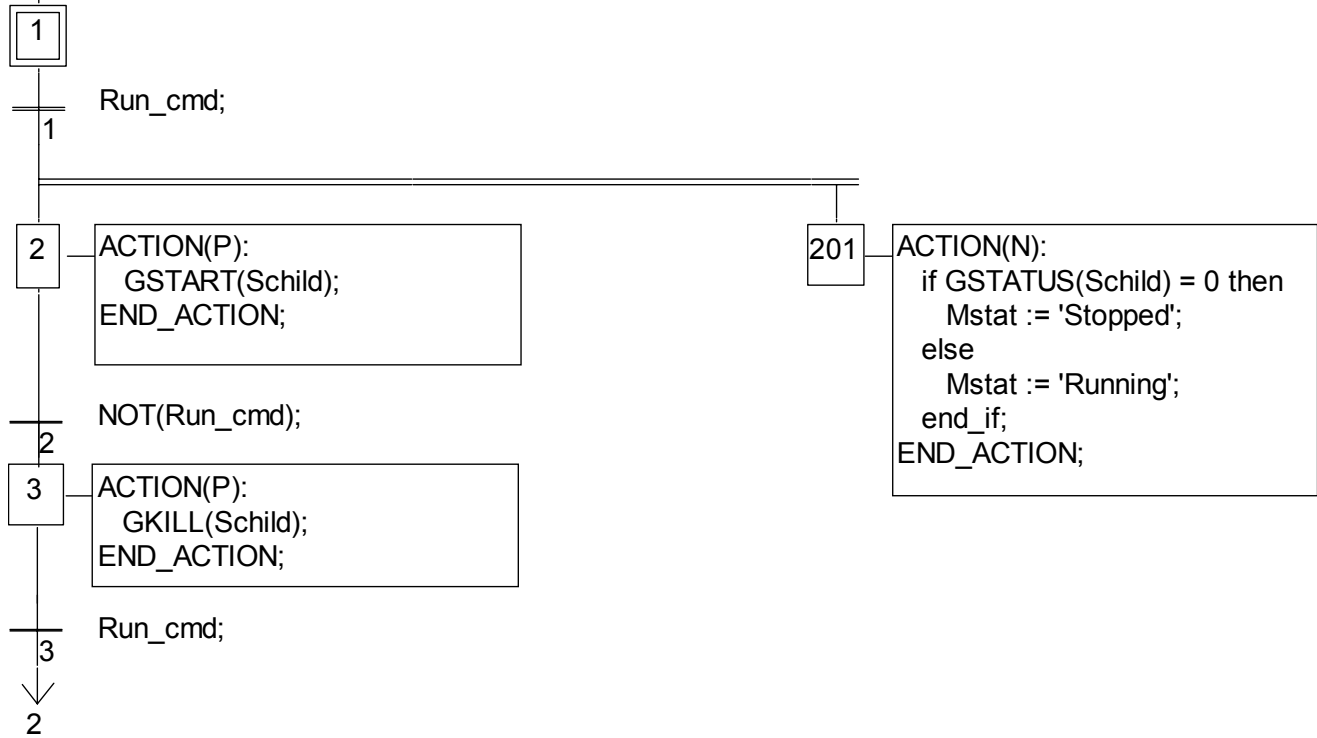 1
Run_cmd;
1
2
ACTION(P):
GSTART(Schild);
END_ACTION;
201
ACTION(N):
if GSTATUS(Schild) = 0 then
Mstat := 'Stopped';
else
Mstat := 'Running';
end_if;
END_ACTION;
NOT(Run_cmd);
2
3
ACTION(P):
GKILL(Schild);
END_ACTION;
Run_cmd;
3
2